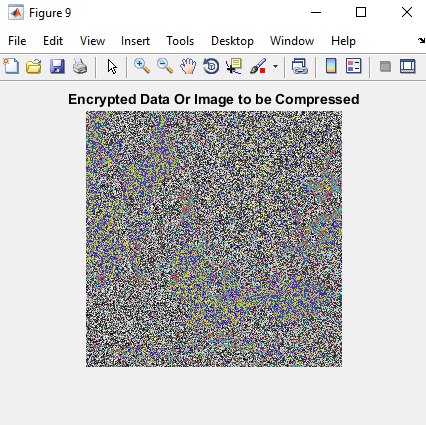 Figure 9
File Edit View Insert Tools Desktop Window Help
Encrypted Data Or Image to be Compressed